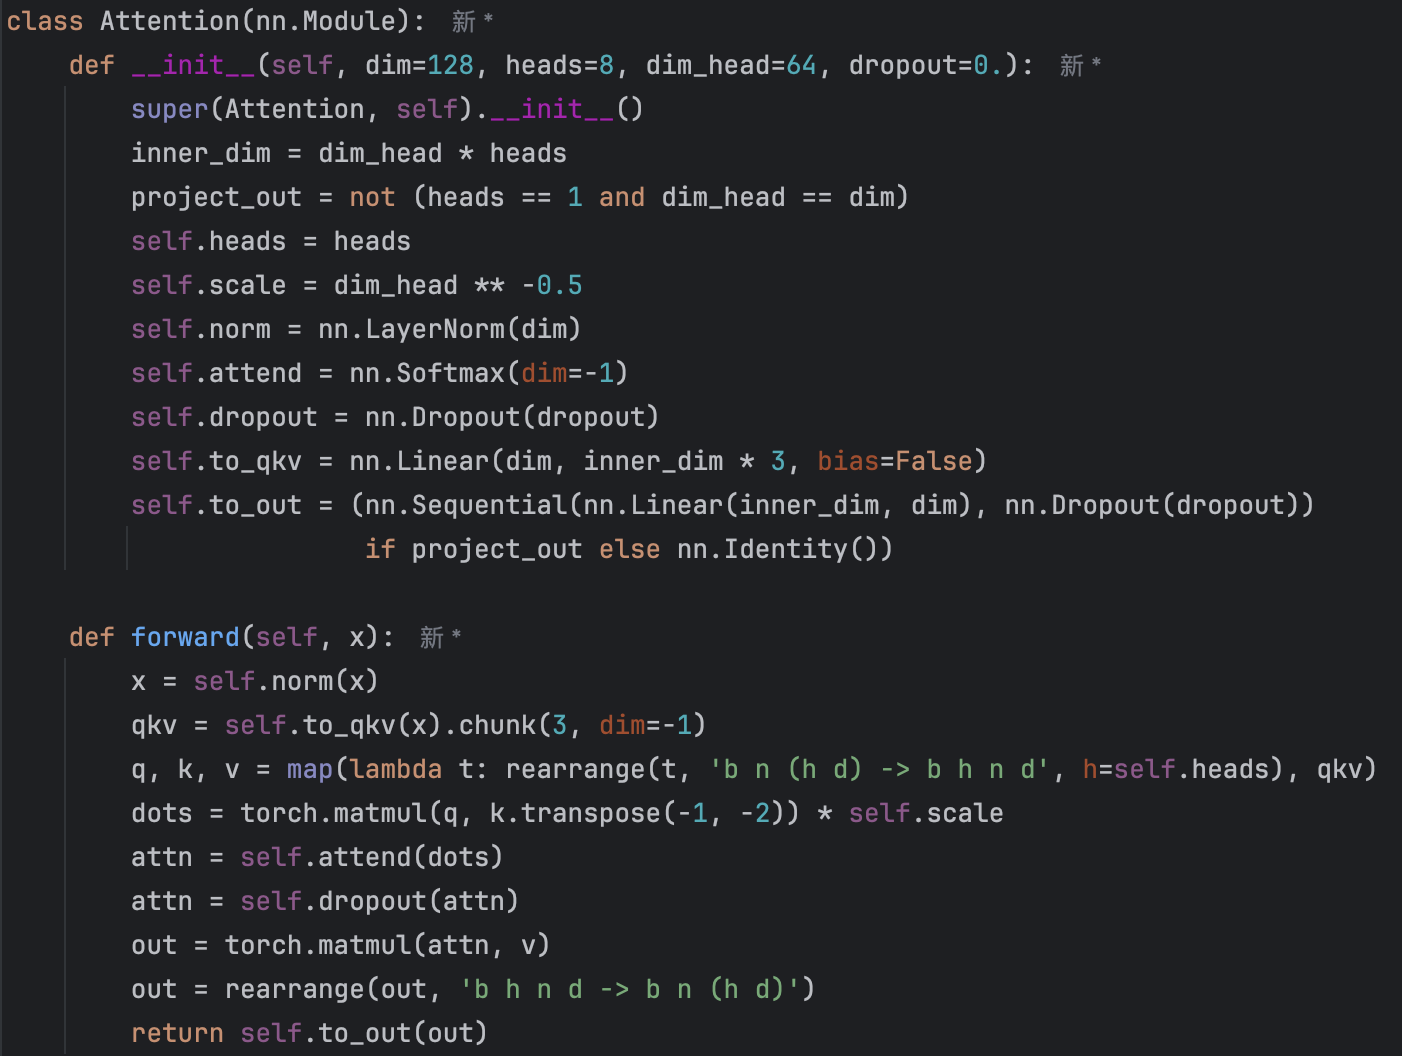 class Attention(nn.Module): 新 *
    def __init__(self, dim=128, heads=8, dim_head=64, dropout=0.): 新 *
        super(Attention, self).__init__()
        inner_dim = dim_head * heads
        project_out = not (heads == 1 and dim_head == dim)
        self.heads = heads
        self.scale = dim_head ** -0.5
        self.norm = nn.LayerNorm(dim)
        self.attend = nn.Softmax(dim=-1)
        self.dropout = nn.Dropout(dropout)
        self.to_qkv = nn.Linear(dim, inner_dim * 3, bias=False)
        self.to_out = (nn.Sequential(nn.Linear(inner_dim, dim), nn.Dropout(dropout))
                       if project_out else nn.Identity())

    def forward(self, x): 新 *
        x = self.norm(x)
        qkv = self.to_qkv(x).chunk(3, dim=-1)
        q, k, v = map(lambda t: rearrange(t, 'b n (h d) -> b h n d', h=self.heads), qkv)
        dots = torch.matmul(q, k.transpose(-1, -2)) * self.scale
        attn = self.attend(dots)
        attn = self.dropout(attn)
        out = torch.matmul(attn, v)
        out = rearrange(out, 'b h n d -> b n (h d)')
        return self.to_out(out)